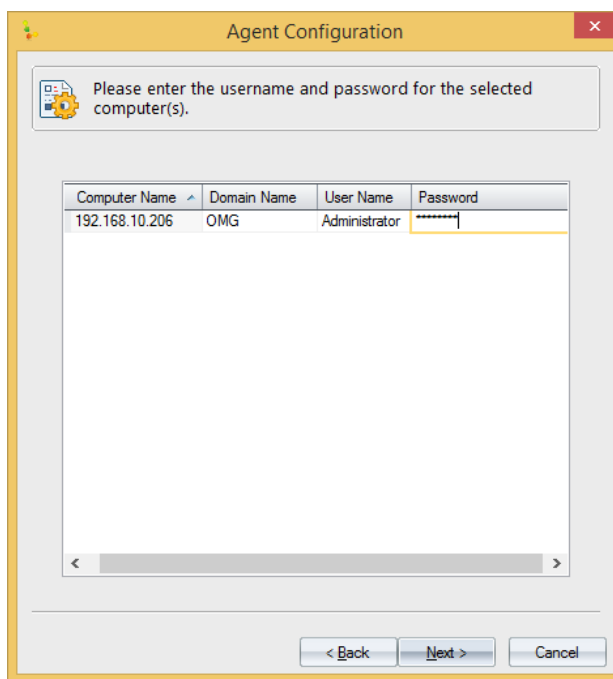 Agent Configuration
Please enter the username and password for the selected
computer(s).
Computer Name Domain Name User Name Password
192.168.10.206 OMG Administrator ********
< Back Next > Cancel